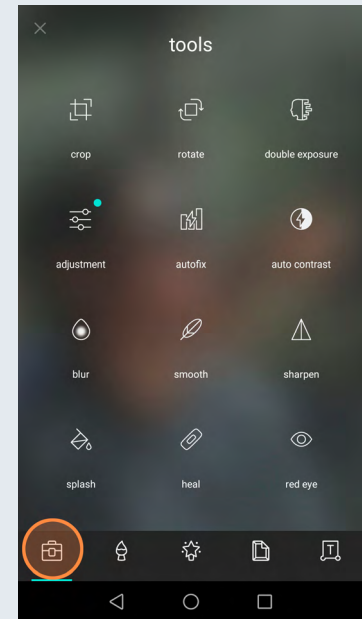 tools
crop rotate double exposure
adjustment autofix auto contrast
blur smooth sharpen
splash heal red eye
T